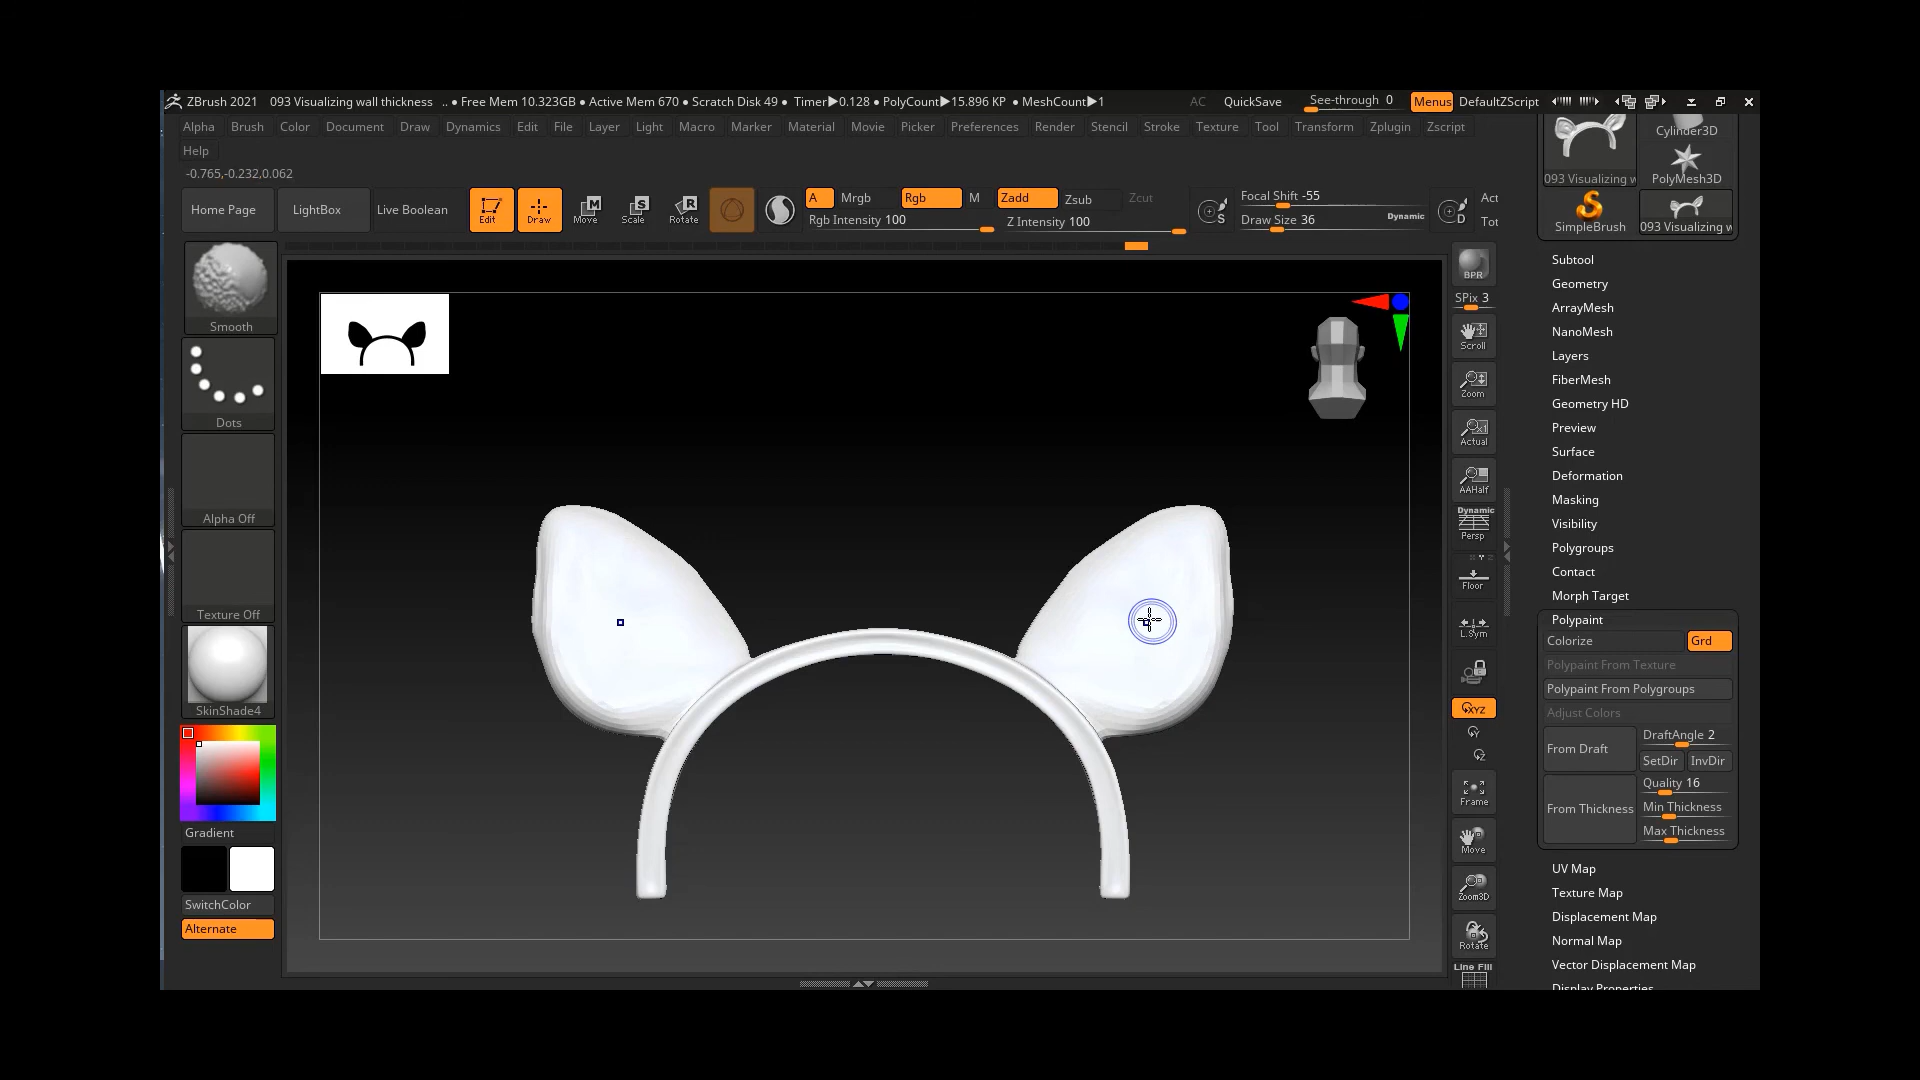 ZBrush 2021 093 Visualizing wall thickness .. ● Free Mem 10.323GB ● Active Mem 670 ● Scratch Disk 49 ● Timer▶0.128 ● PolyCount▶15.896 KP ● MeshCount▶1 AC QuickSave See-through 0 Menus DefaultZScript
Alpha Brush Color Document Draw Dynamics Edit File Layer Light Macro Marker Material Movie Picker Preferences Render Stencil Stroke Texture Tool Transform Zplugin Zscript
Help
-0.765,-0.232,0.062
Home Page LightBox Live Boolean Edit Draw Move Scale Rotate
A Mrgb Rgb M Zadd Zsub Zcut
Rgb Intensity 100 Z Intensity 100
S Focal Shift -55
Draw Size 36 Dynamic
D Act
Tot
Smooth
Dots
Alpha Off
Texture Off
SkinShade4
Gradient
SwitchColor
Alternate
BPR
SPix 3
Scroll
Zoom
Actual
AAHalf
Dynamic
Persp
Floor
L.Sym
XYZ
Y
Z
Frame
Move
Zoom3D
Rotate
Line Fill
Cylinder3D
093 Visualizing w
PolyMesh3D
SimpleBrush
093 Visualizing w
Subtool
Geometry
ArrayMesh
NanoMesh
Layers
FiberMesh
Geometry HD
Preview
Surface
Deformation
Masking
Visibility
Polygroups
Contact
Morph Target
Polypaint
Colorize Grd
Polypaint From Texture
Polypaint From Polygroups
Adjust Colors
From Draft DraftAngle 2
SetDir InvDir
From Thickness Quality 16
Min Thickness
Max Thickness
UV Map
Texture Map
Displacement Map
Normal Map
Vector Displacement Map
Display Properties